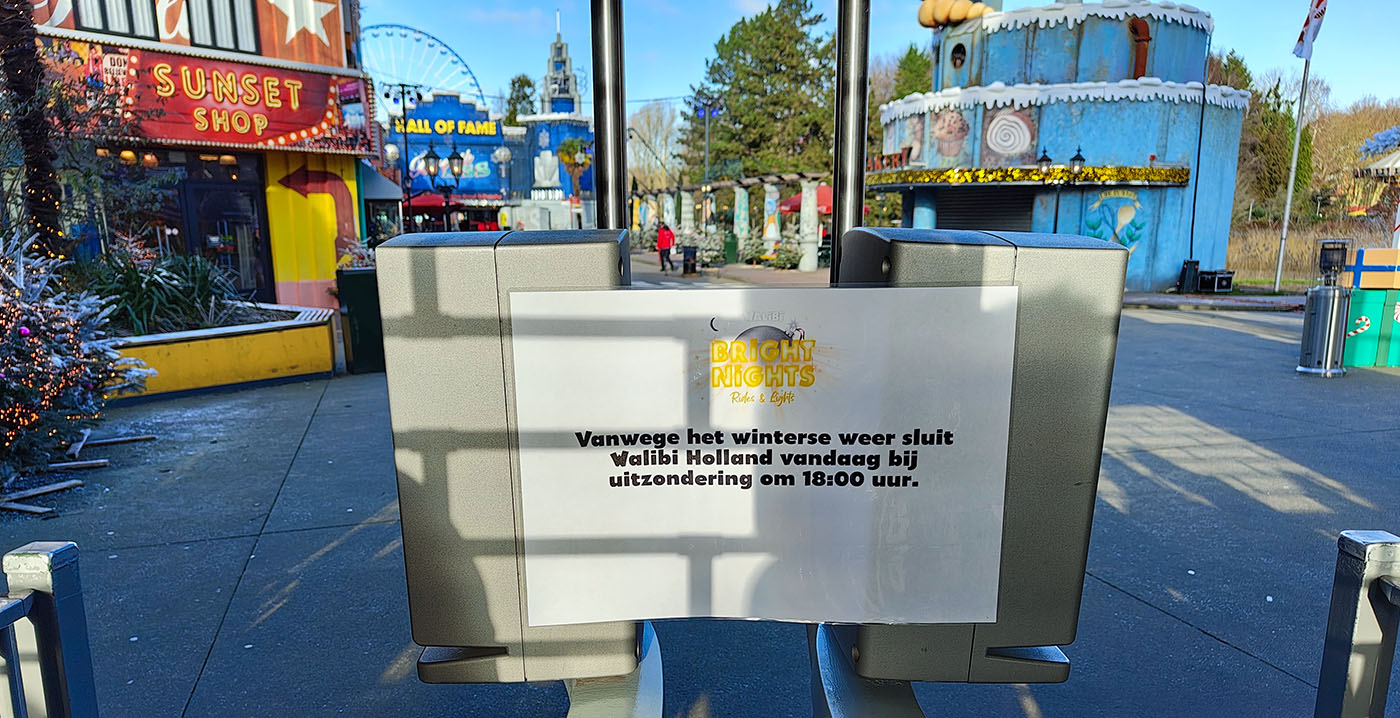 SUNSET
SHOP
HALL OF FAME
WALiBi
BRiGHT
NiGHTS
Rides & Lights
Vanwege het winterse weer sluit
Walibi Holland vandaag bij
uitzondering om 18:00 uur.